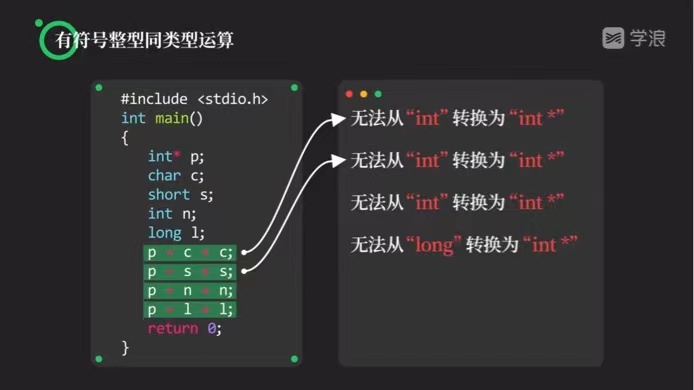 有符号整型同类型运算
学浪
#include <stdio.h>
int main()
{
int* p;
char c;
short s;
int n;
long l;
p = c + c;
p = s + s;
p = n + n;
p = l + l;
return 0;
}
无法从“int”转换为“int *”
无法从“int”转换为“int *”
无法从“int”转换为“int *”
无法从“long”转换为“int *”